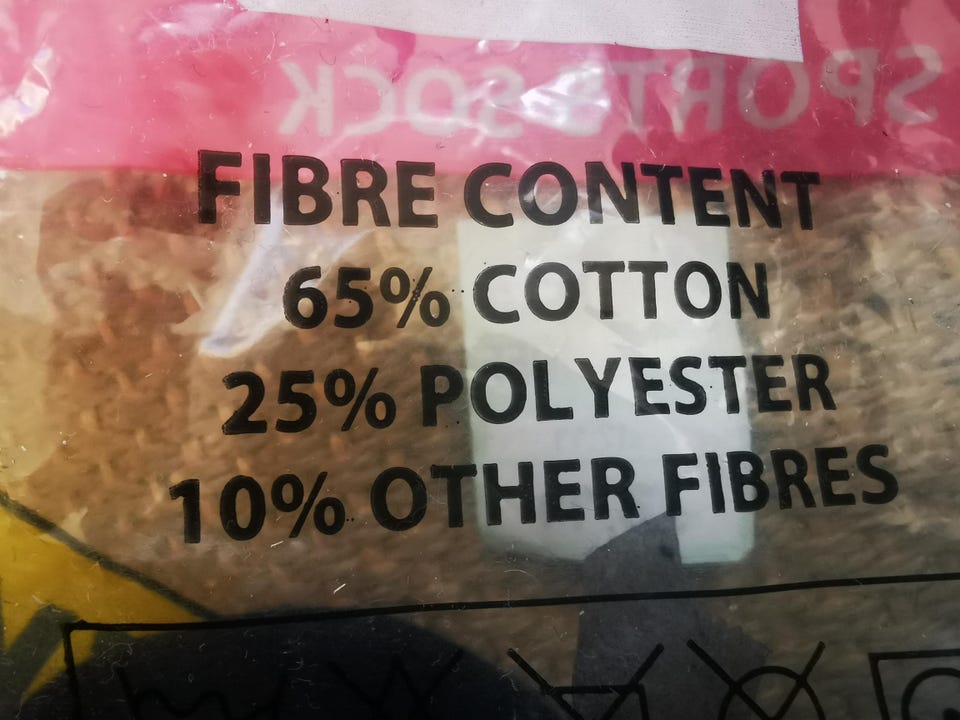 SPORTS SOCK
FIBRE CONTENT
65% COTTON
25% POLYESTER
10% OTHER FIBRES